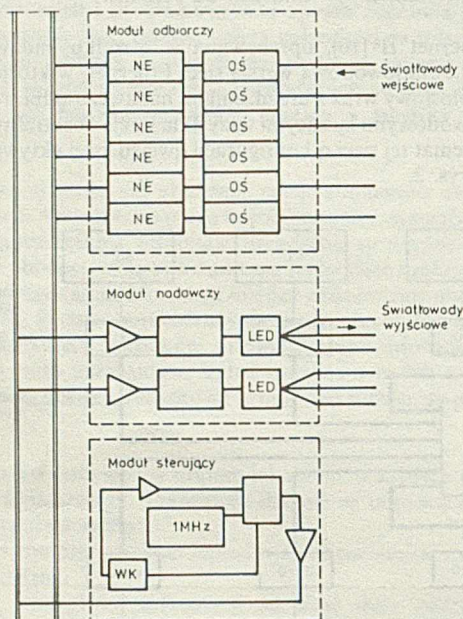 Moduł odbiorczy
NE OŚ
NE OŚ
NE OŚ
NE OŚ
NE OŚ
NE OŚ
Światłowody
wejściowe
Moduł nadawczy
LED
LED
Światłowody
wyjściowe
Moduł sterujący
1MHz
WK